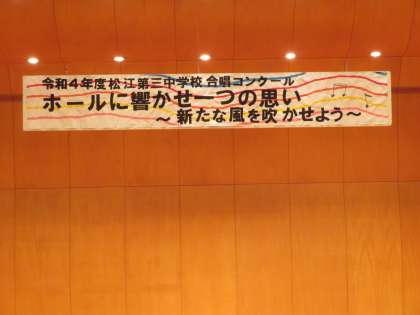 令和4年度松江第三中学校 合唱コンクール
ホールに響かせ一つの思い
～新たな風を吹かせよう～